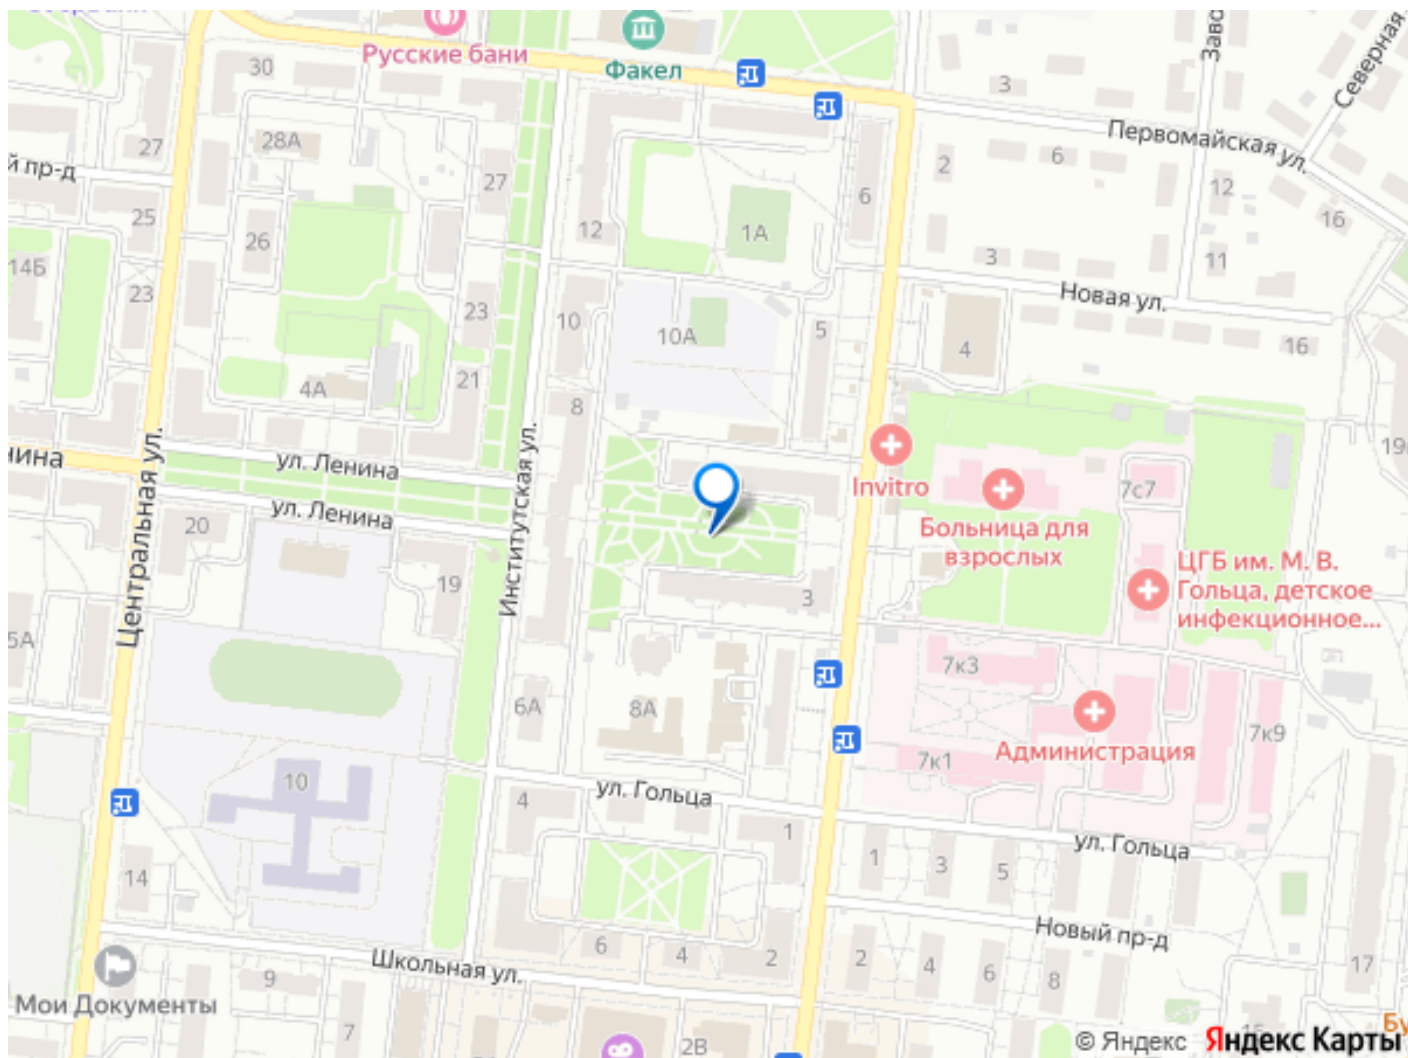 Русские бани
Факел
30
28А
27
й пр-д
27
25
26
14Б
23
23
12
1А
6
2
3
6
Первомайская ул.
Северная
Заво
12
16
11
3
Новая ул.
16
10
10А
5
4
4А
21
8
нина
ул. Ленина
ул. Ленина
Центральная ул.
Институтская ул.
Invitro
Больница для
взрослых
7с7
ЦГБ им. М. В.
Гольца, детское
инфекционное...
20
19
3
5А
7к3
6А
8А
Администрация
7к9
7к1
10
4
ул. Гольца
1
ул. Гольца
1
3
5
14
Новый пр-д
6
4
2
2
4
6
8
17
Школьная ул.
9
Мои Документы
7
2В
15
© Яндекс Яндекс Карты